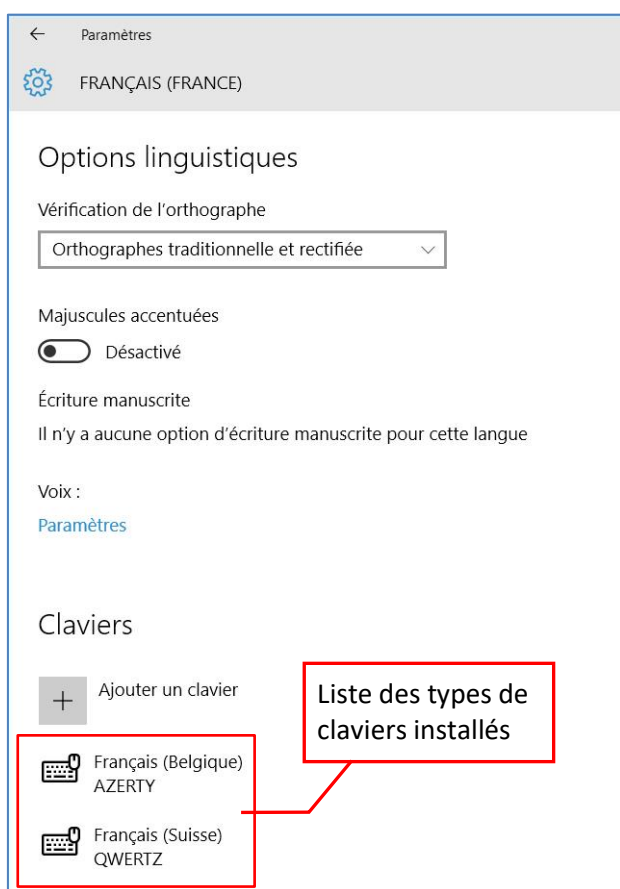 Paramètres
FRANÇAIS (FRANCE)
Options linguistiques
Vérification de l'orthographe
Orthographes traditionnelle et rectifiée
Majuscules accentuées
Désactivé
Écriture manuscrite
Il n'y a aucune option d'écriture manuscrite pour cette langue
Voix :
Paramètres
Claviers
Ajouter un clavier
Liste des types de
claviers installés
Français (Belgique)
AZERTY
Français (Suisse)
QWERTZ